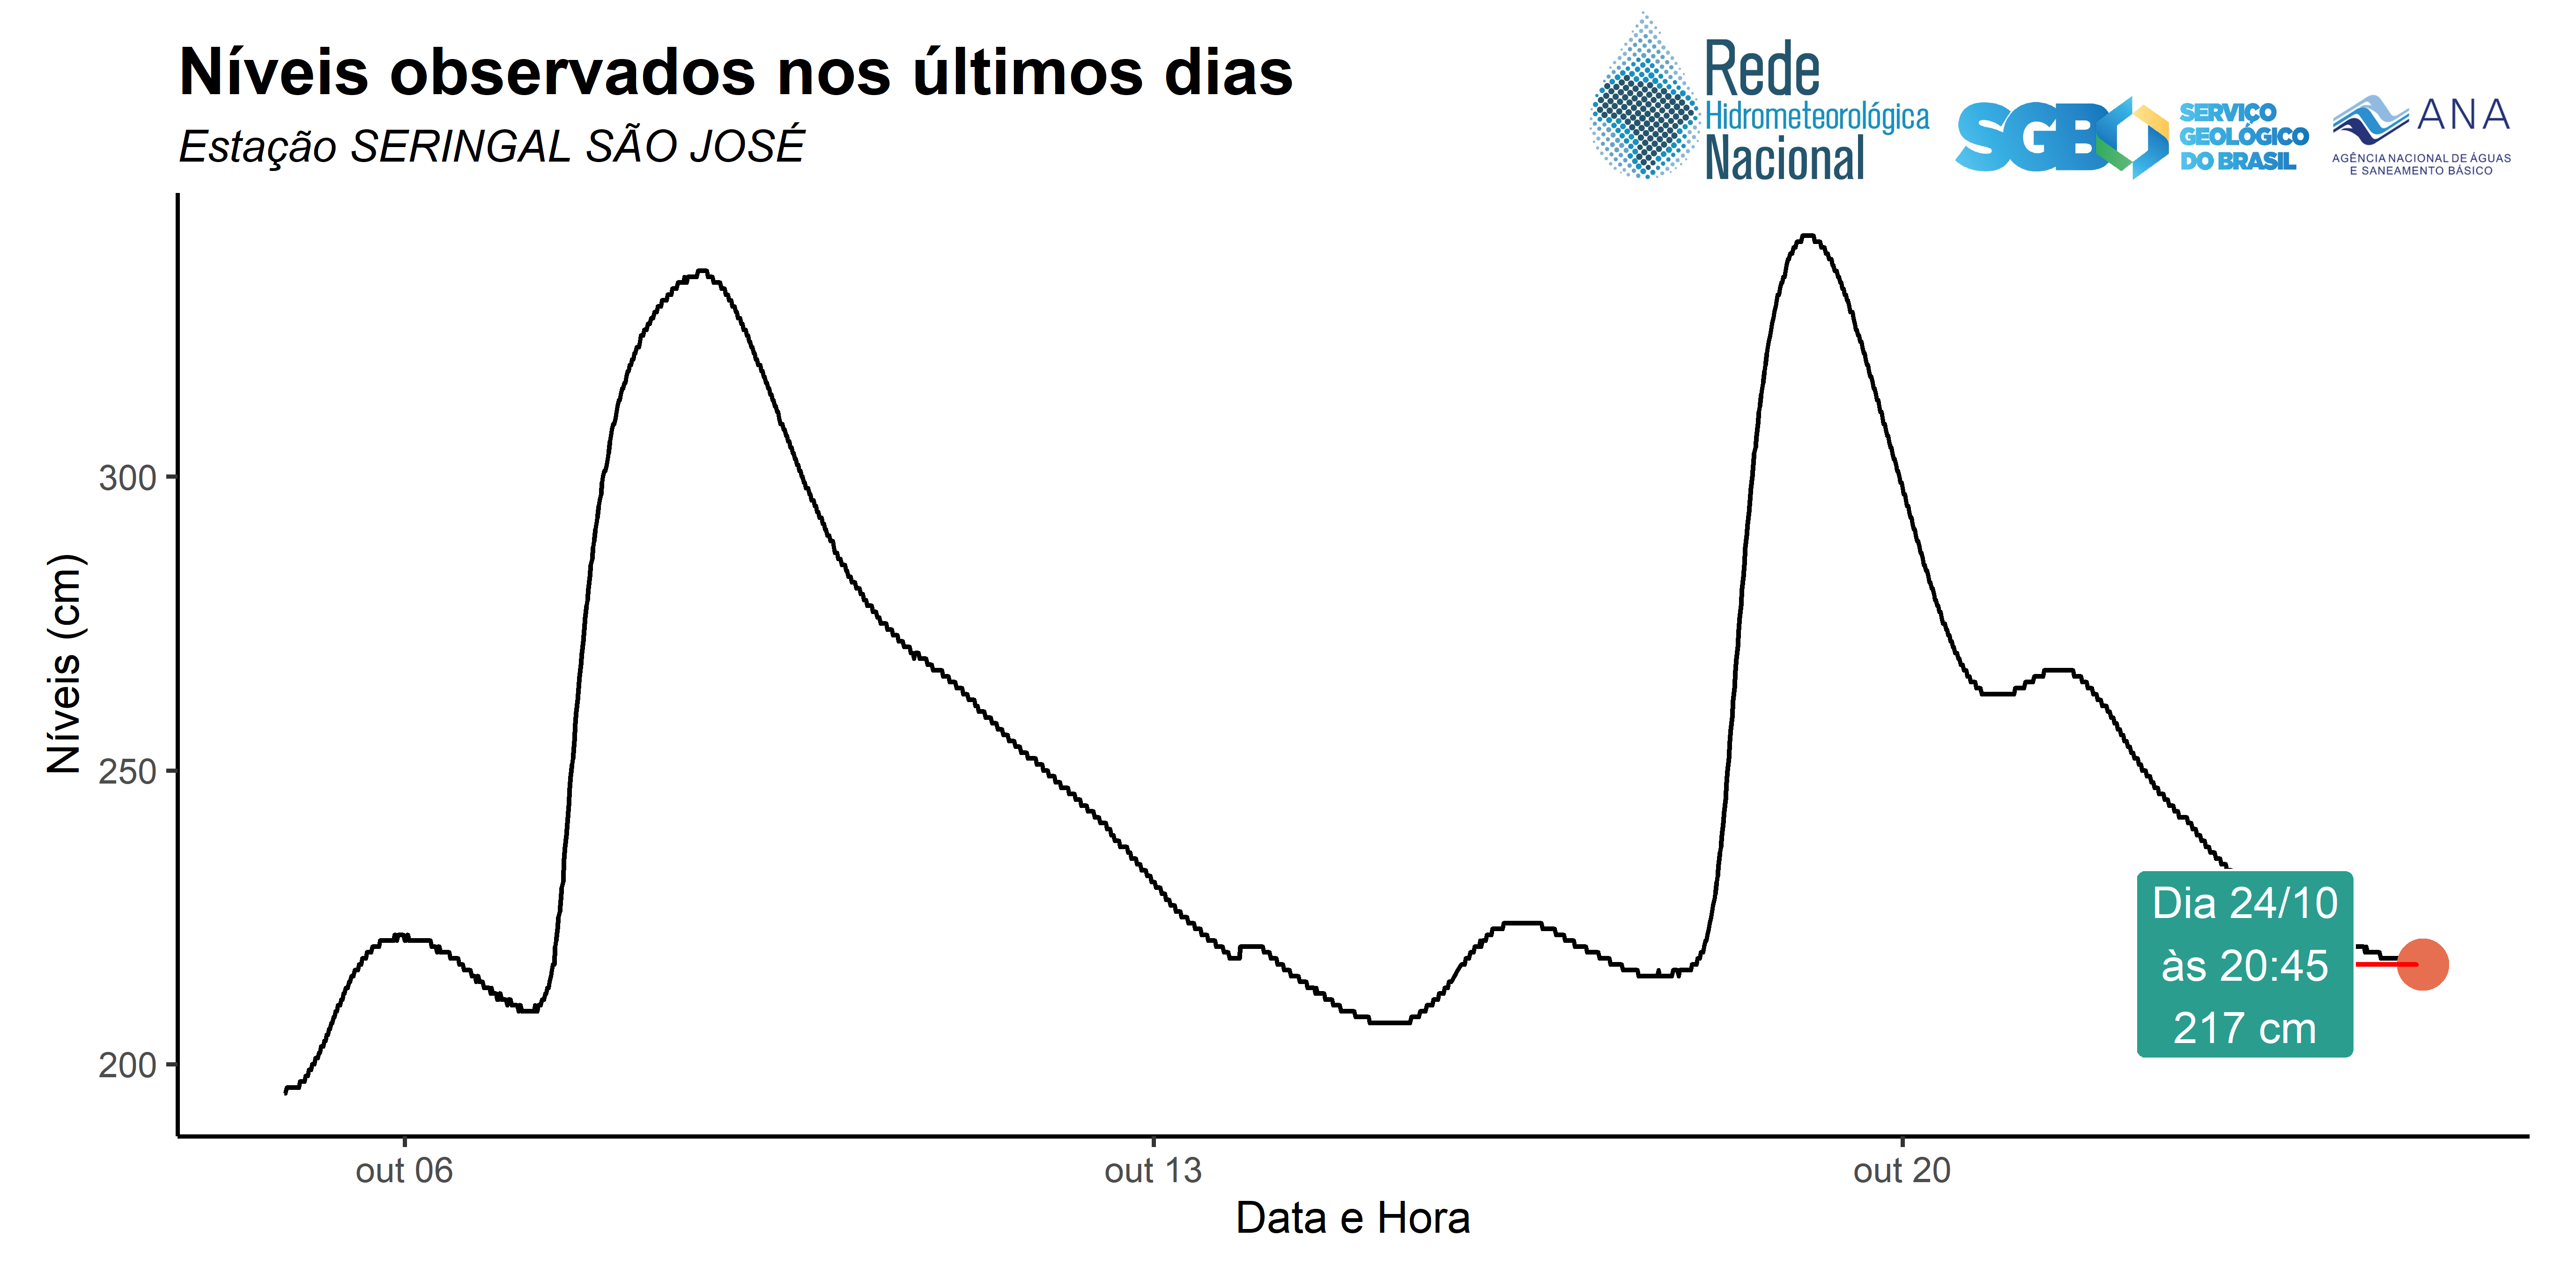 Níveis observados nos últimos dias
Estação SERINGAL SÃO JOSÉ
Rede
Hidrometeorológica
Nacional
SGB
SERVIÇO
GEOLÓGICO
DO BRASIL
ANA
AGÊNCIA NACIONAL DE ÁGUAS
E SANEAMENTO BÁSICO
Níveis (cm)
300
250
200
Dia 24/10
às 20:45
217 cm
out 06
out 13
out 20
Data e Hora